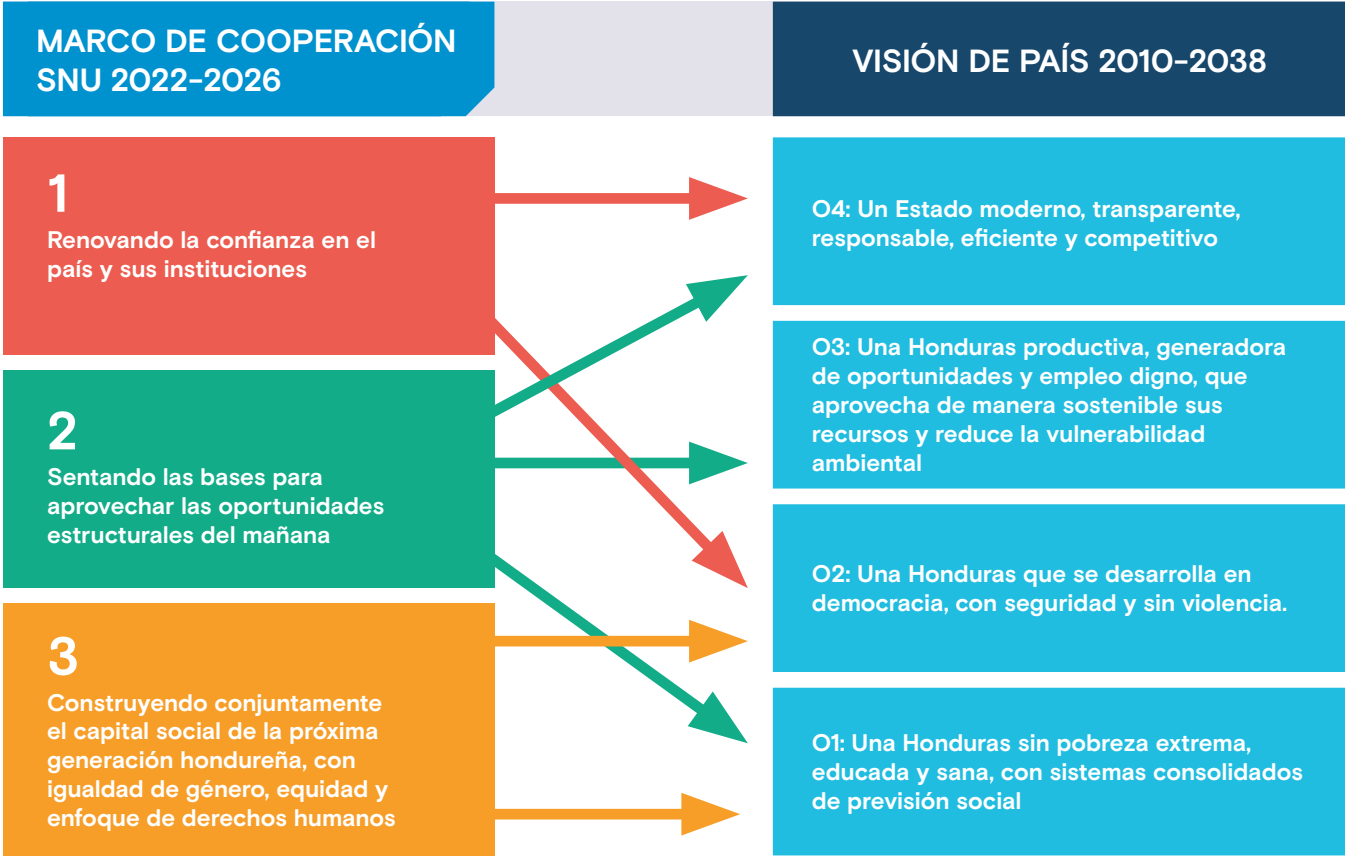 MARCO DE COOPERACIÓN
SNU 2022-2026
VISIÓN DE PAÍS 2010-2038
1
Renovando la confianza en el
país y sus instituciones
2
Sentando las bases para
aprovechar las oportunidades
estructurales del mañana
3
Construyendo conjuntamente
el capital social de la próxima
generación hondureña, con
igualdad de género, equidad y
enfoque de derechos humanos
O4: Un Estado moderno, transparente,
responsable, eficiente y competitivo
O3: Una Honduras productiva, generadora
de oportunidades y empleo digno, que
aprovecha de manera sostenible sus
recursos y reduce la vulnerabilidad
ambiental
O2: Una Honduras que se desarrolla en
democracia, con seguridad y sin violencia.
O1: Una Honduras sin pobreza extrema,
educada y sana, con sistemas consolidados
de previsión social